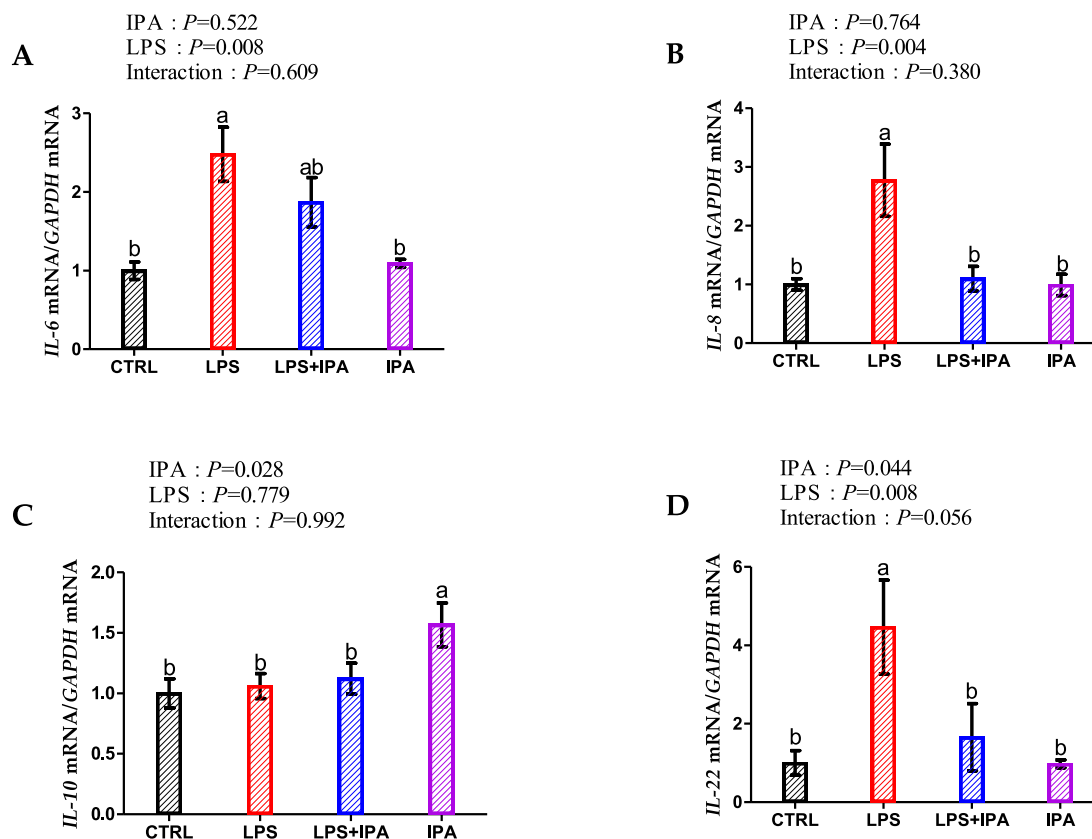 A
IPA : P=0.522
LPS : P=0.008
Interaction : P=0.609
IL-6 mRNA/GAPDH mRNA
3
2
1
0
b
a
ab
b
CTRL
LPS
LPS+IPA
IPA
B
IPA : P=0.764
LPS : P=0.004
Interaction : P=0.380
IL-8 mRNA/GAPDH mRNA
4
3
2
1
0
b
a
b
b
CTRL
LPS
LPS+IPA
IPA
C
IPA : P=0.028
LPS : P=0.779
Interaction : P=0.992
IL-10 mRNA/GAPDH mRNA
2.0
1.5
1.0
0.5
0.0
b
b
b
a
CTRL
LPS
LPS+IPA
IPA
D
IPA : P=0.044
LPS : P=0.008
Interaction : P=0.056
IL-22 mRNA/GAPDH mRNA
6
4
2
0
b
a
b
b
CTRL
LPS
LPS+IPA
IPA